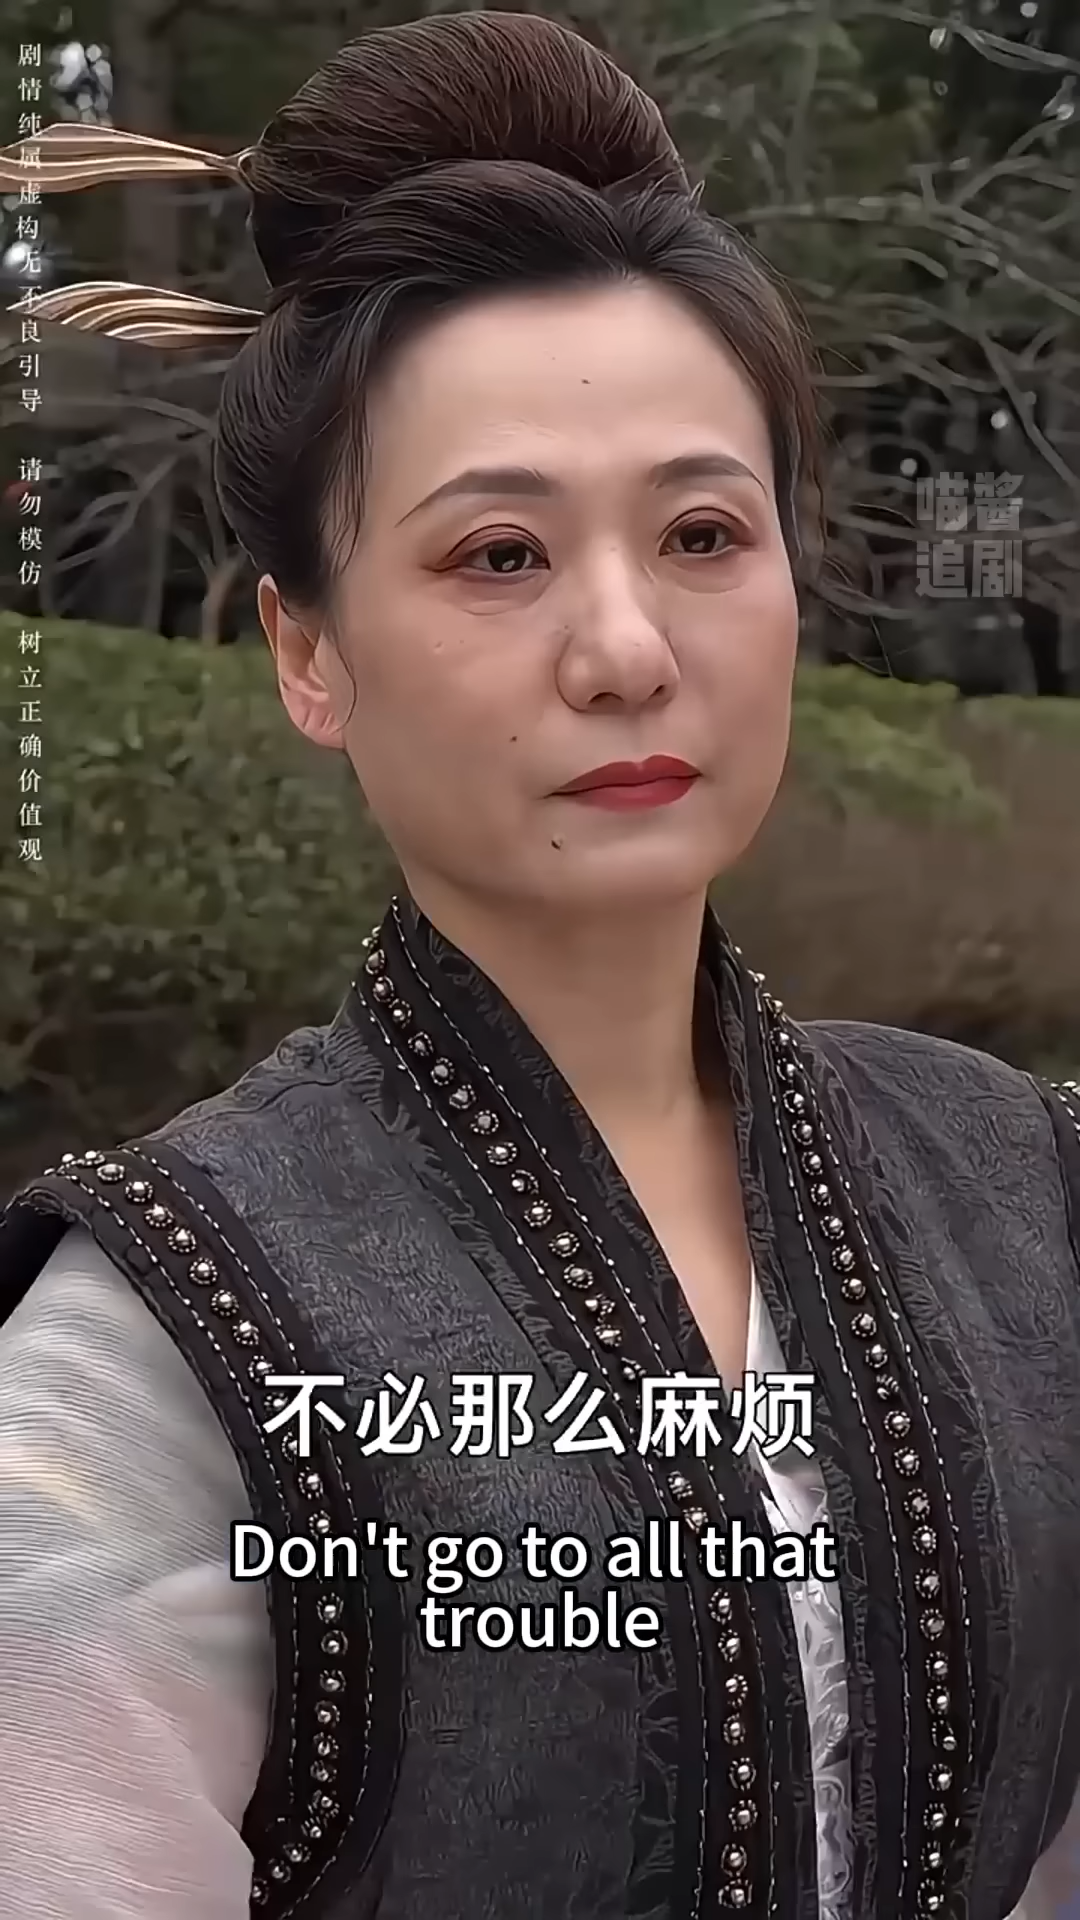 剧情纯属虚构无不良引导 请勿模仿 树立正确价值观
喵酱
追剧
不必那么麻烦
Don't go to all that
trouble